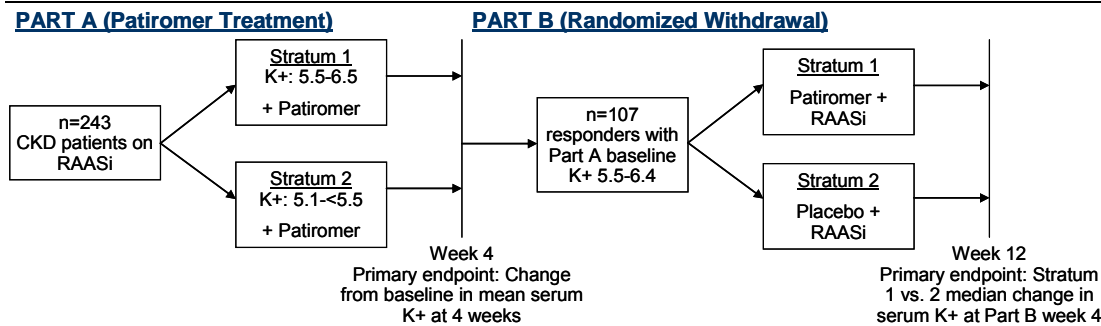 PART A (Patiromer Treatment)
PART B (Randomized Withdrawal)
n=243
CKD patients on
RAASi
Stratum 1
K+: 5.5-6.5
+ Patiromer
Stratum 2
K+: 5.1-<5.5
+ Patiromer
Week 4
Primary endpoint: Change
from baseline in mean serum
K+ at 4 weeks
n=107
responders with
Part A baseline
K+ 5.5-6.4
Stratum 1
Patiromer +
RAASi
Stratum 2
Placebo +
RAASi
Week 12
Primary endpoint: Stratum
1 vs. 2 median change in
serum K+ at Part B week 4